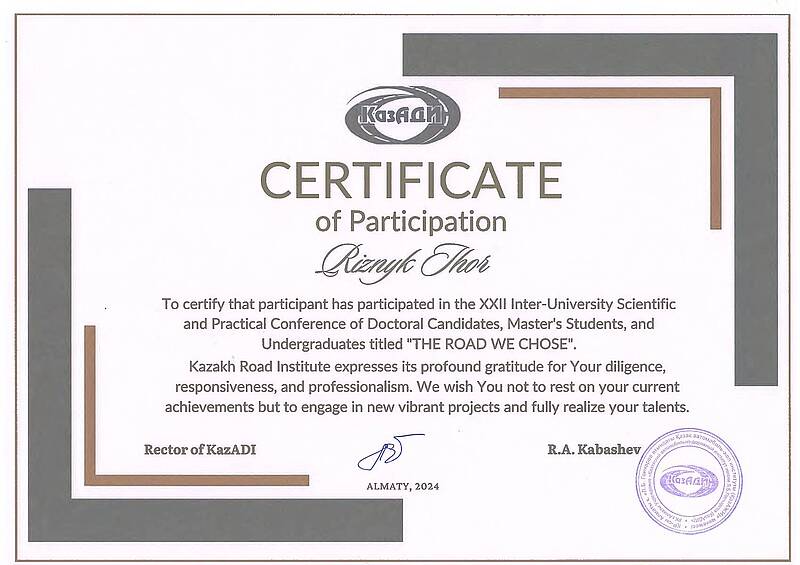 КазАДИ
CERTIFICATE
of Participation
Riznyk Ihor
To certify that participant has participated in the XXII Inter-University Scientific
and Practical Conference of Doctoral Candidates, Master's Students, and
Undergraduates titled "THE ROAD WE CHOSE".
Kazakh Road Institute expresses its profound gratitude for Your diligence,
responsiveness, and professionalism. We wish You not to rest on your current
achievements but to engage in new vibrant projects and fully realize your talents.
Rector of KazADI
R.A. Kabashev
ALMATY, 2024
КазАДИ